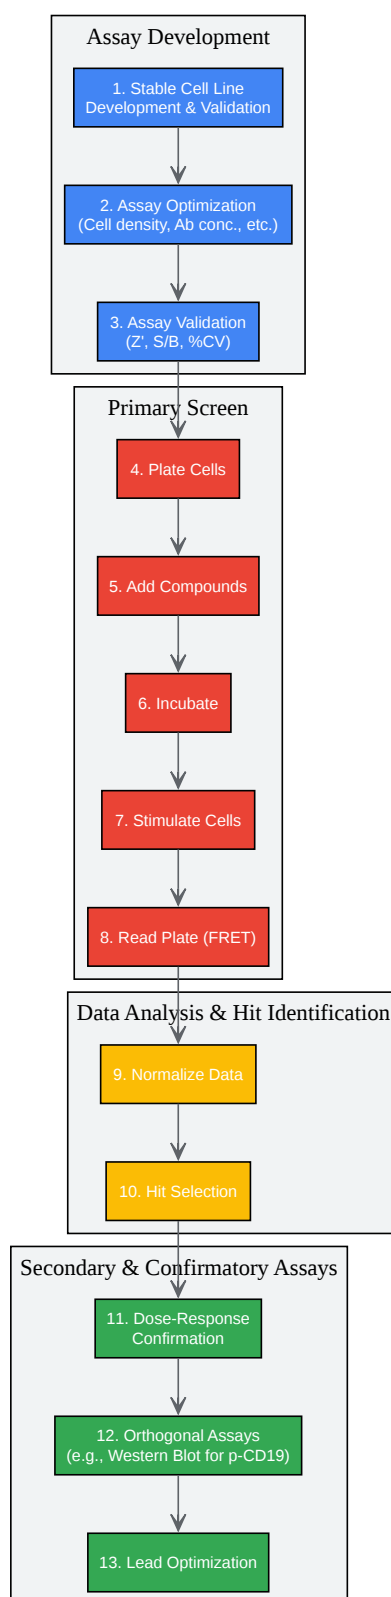 Assay Development
1. Stable Cell Line
Development & Validation
2. Assay Optimization
(Cell density, Ab conc., etc.)
3. Assay Validation
(Z', S/B, %CV)
Primary Screen
4. Plate Cells
5. Add Compounds
6. Incubate
7. Stimulate Cells
8. Read Plate (FRET)
Data Analysis & Hit Identification
9. Normalize Data
10. Hit Selection
Secondary & Confirmatory Assays
11. Dose-Response
Confirmation
12. Orthogonal Assays
(e.g., Western Blot for p-CD19)
13. Lead Optimization